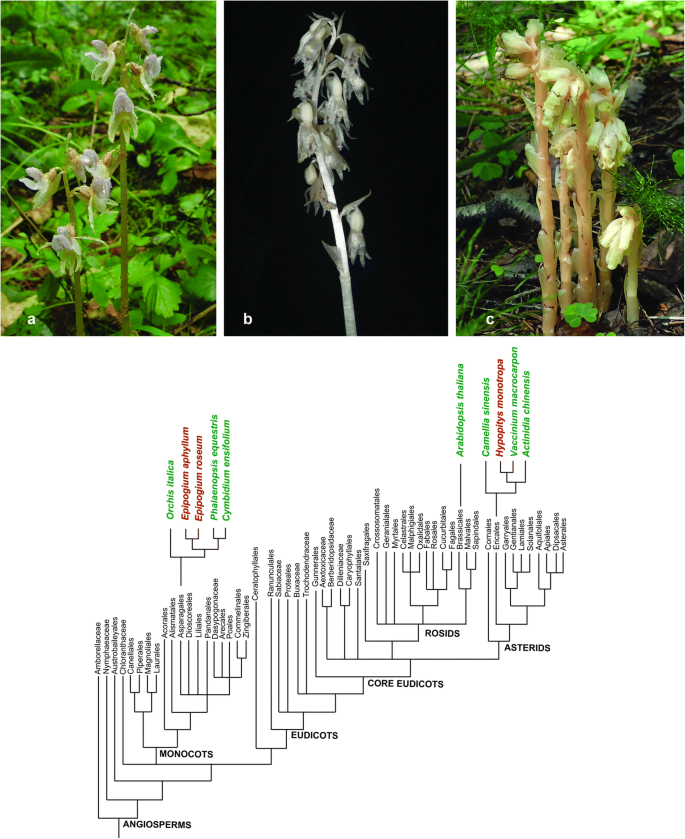 a
b
c
Orchis italica
Epipogium aphyllum
Epipogium roseum
Phalaenopsis equestris
Cymbidium ensifolium
Arabidopsis thaliana
Camellia sinensis
Hypopitys monotropa
Vaccinium macrocarpon
Actinidia chinensis
Amborellaceae
Nymphaeaceae
Austrobaileyales
Chloranthaceae
Canellales
Piperales
Magnoliales
Laurales
Acorales
Alismatales
Asparagales
Dioscoreales
Liliales
Pandanales
Dasypogonaceae
Arecales
Poales
Commelinales
Zingiberales
Ceratophyllales
Ranunculales
Sabiaceae
Proteales
Buxaceae
Trochodendraceae
Gunnerales
Aextoxicaceae
Berberidopsidaceae
Dilleniaceae
Caryophyllales
Santalales
Saxifragales
Crossosomatales
Geranialales
Myrtales
Celastrales
Malphigiales
Oxalidales
Fabales
Rosales
Cucurbitales
Fagales
Brassicales
Malvales
Sapindales
Cornales
Ericales
Garryales
Gentianales
Lamiales
Solanales
Aquifoliales
Apiales
Dipsacales
Asterales
ROSIDS
ASTERIDS
CORE EUDICOTS
EUDICOTS
MONOCOTS
ANGIOSPERMS